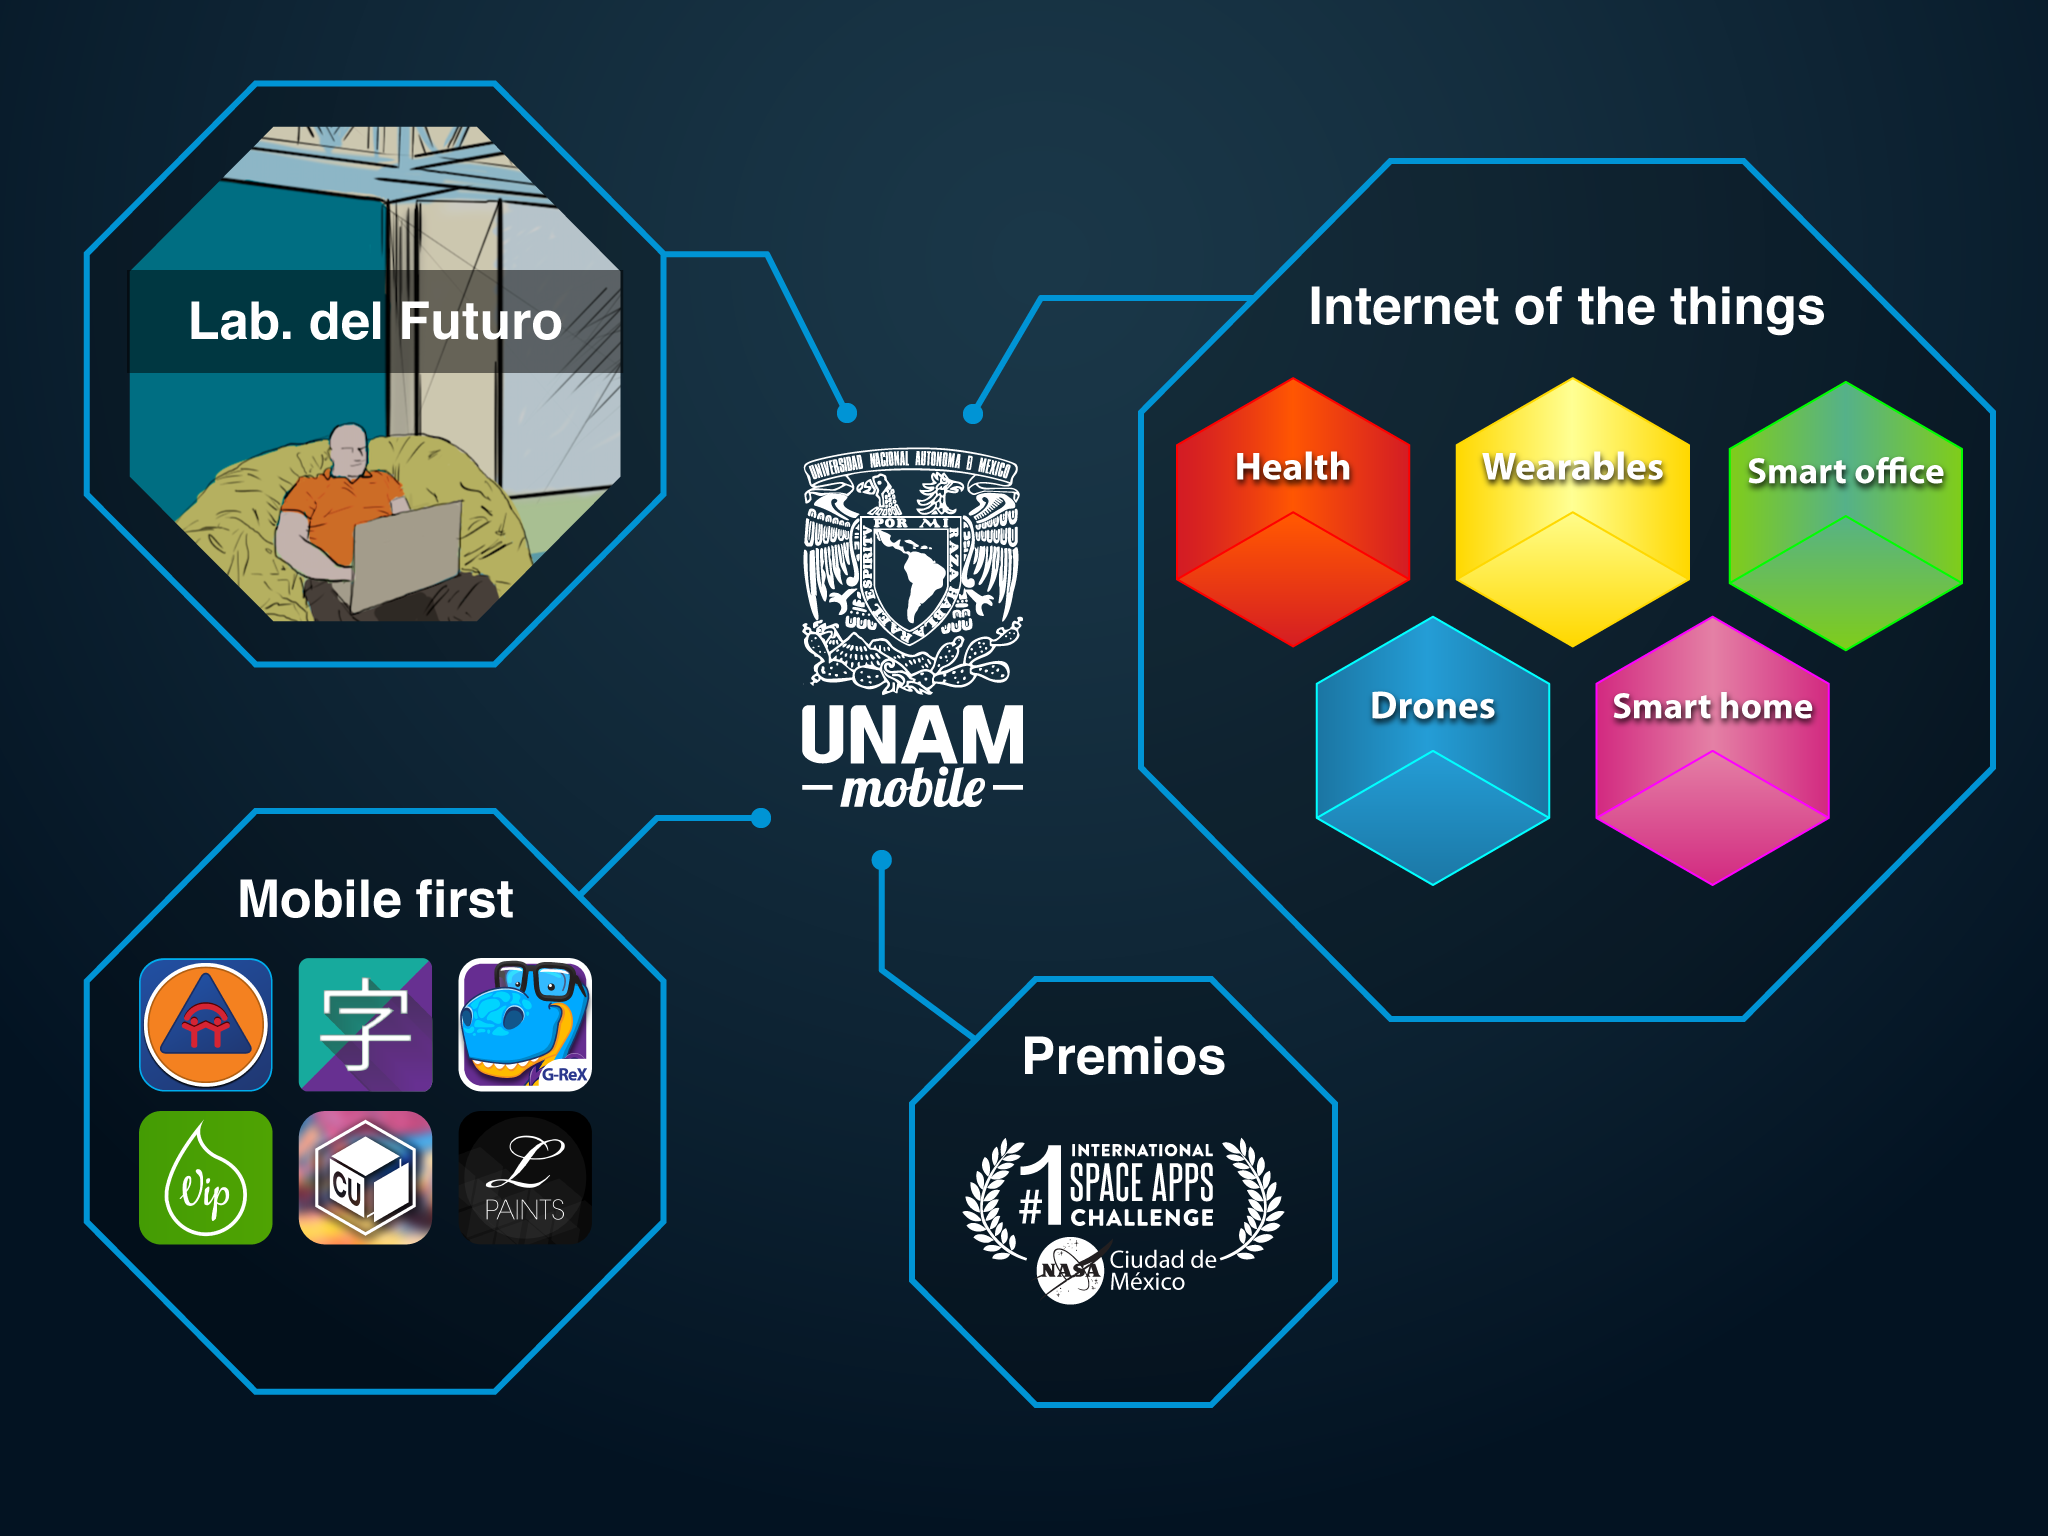 Lab. del Futuro
Internet of the things
Health
Wearables
Smart office
Drones
Smart home
UNIVERSIDAD NACIONAL AUTONOMA D MEXICO
POR MI RAZA HABLARA EL ESPIRITV
UNAM
mobile
Mobile first
字
G-ReX
Vip
CU
L
PAINTS
Premios
#1 INTERNATIONAL
SPACE APPS
CHALLENGE
NASA
Ciudad de
México